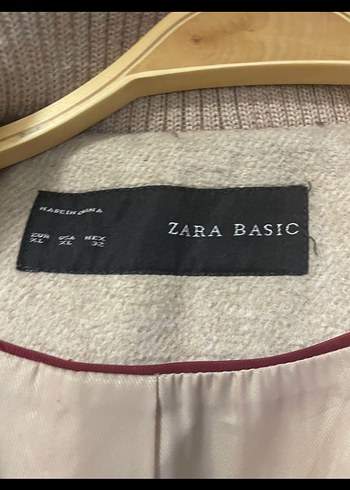 MADE IN CHINA
ZARA BASIC
EUR USA MEX
XL XL 32